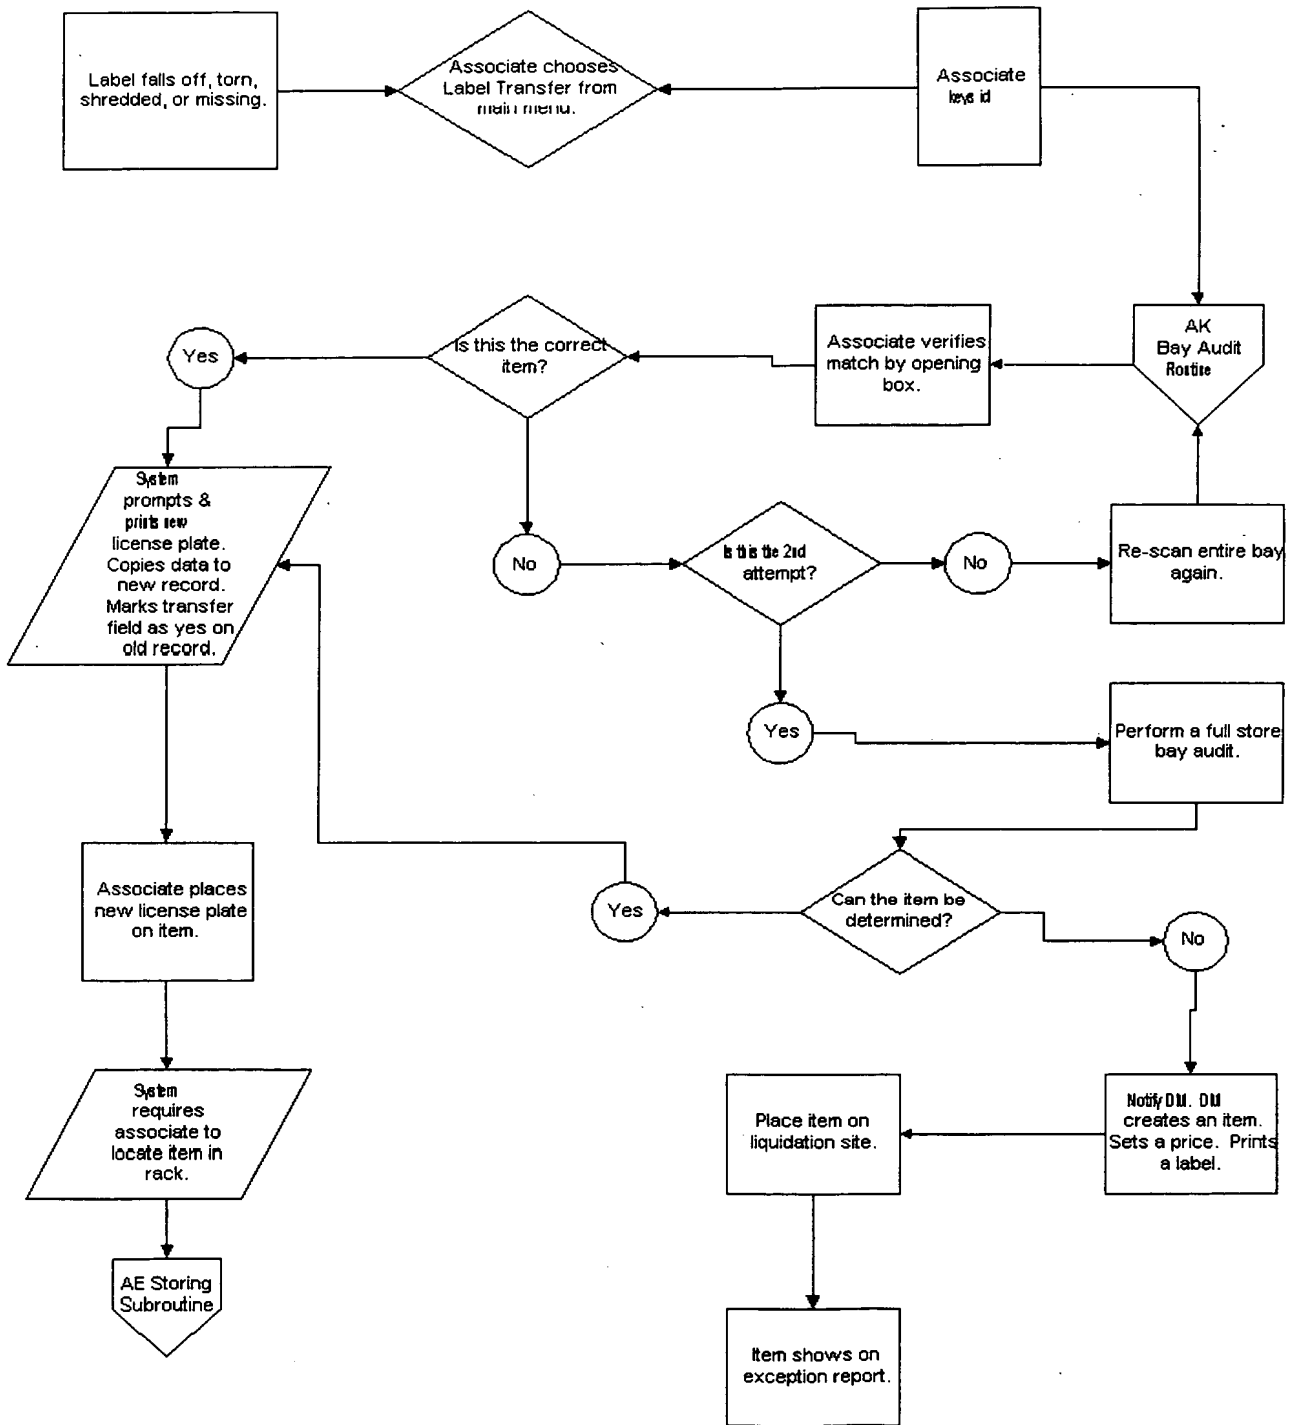 Label falls off, torn,
shredded, or missing.
Associate chooses
Label Transfer from
main menu.
Associate
keys id
Yes
Is this the correct
item?
Associate verifies
match by opening
box.
AK
Bay Audit
Routine
System
prompts &
prints new
license plate.
Copies data to
new record.
Marks transfer
field as yes on
old record.
No
Is this the 2nd
attempt?
No
Re-scan entire bay
again.
Yes
Perform a full store
bay audit.
Associate places
new license plate
on item.
Yes
Can the item be
determined?
No
System
requires
associate to
locate item in
rack.
Place item on
liquidation site.
Notify DM. DM
creates an item.
Sets a price. Prints
a label.
AE Storing
Subroutine
Item shows on
exception report.